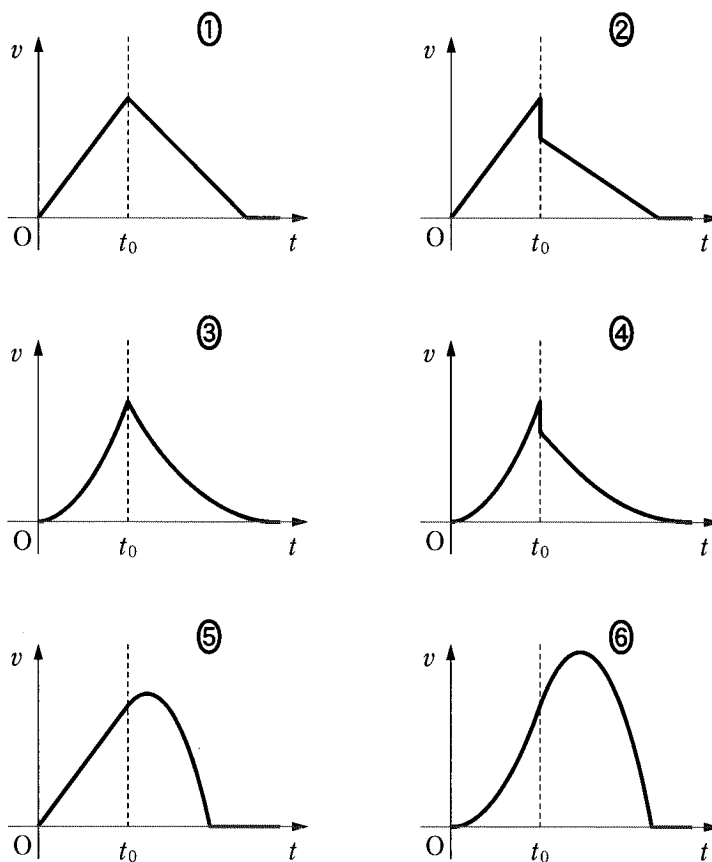 ① ②
v v
O t₀ t O t₀ t
③ ④
v v
O t₀ t O t₀ t
⑤ ⑥
v v
O t₀ t O t₀ t